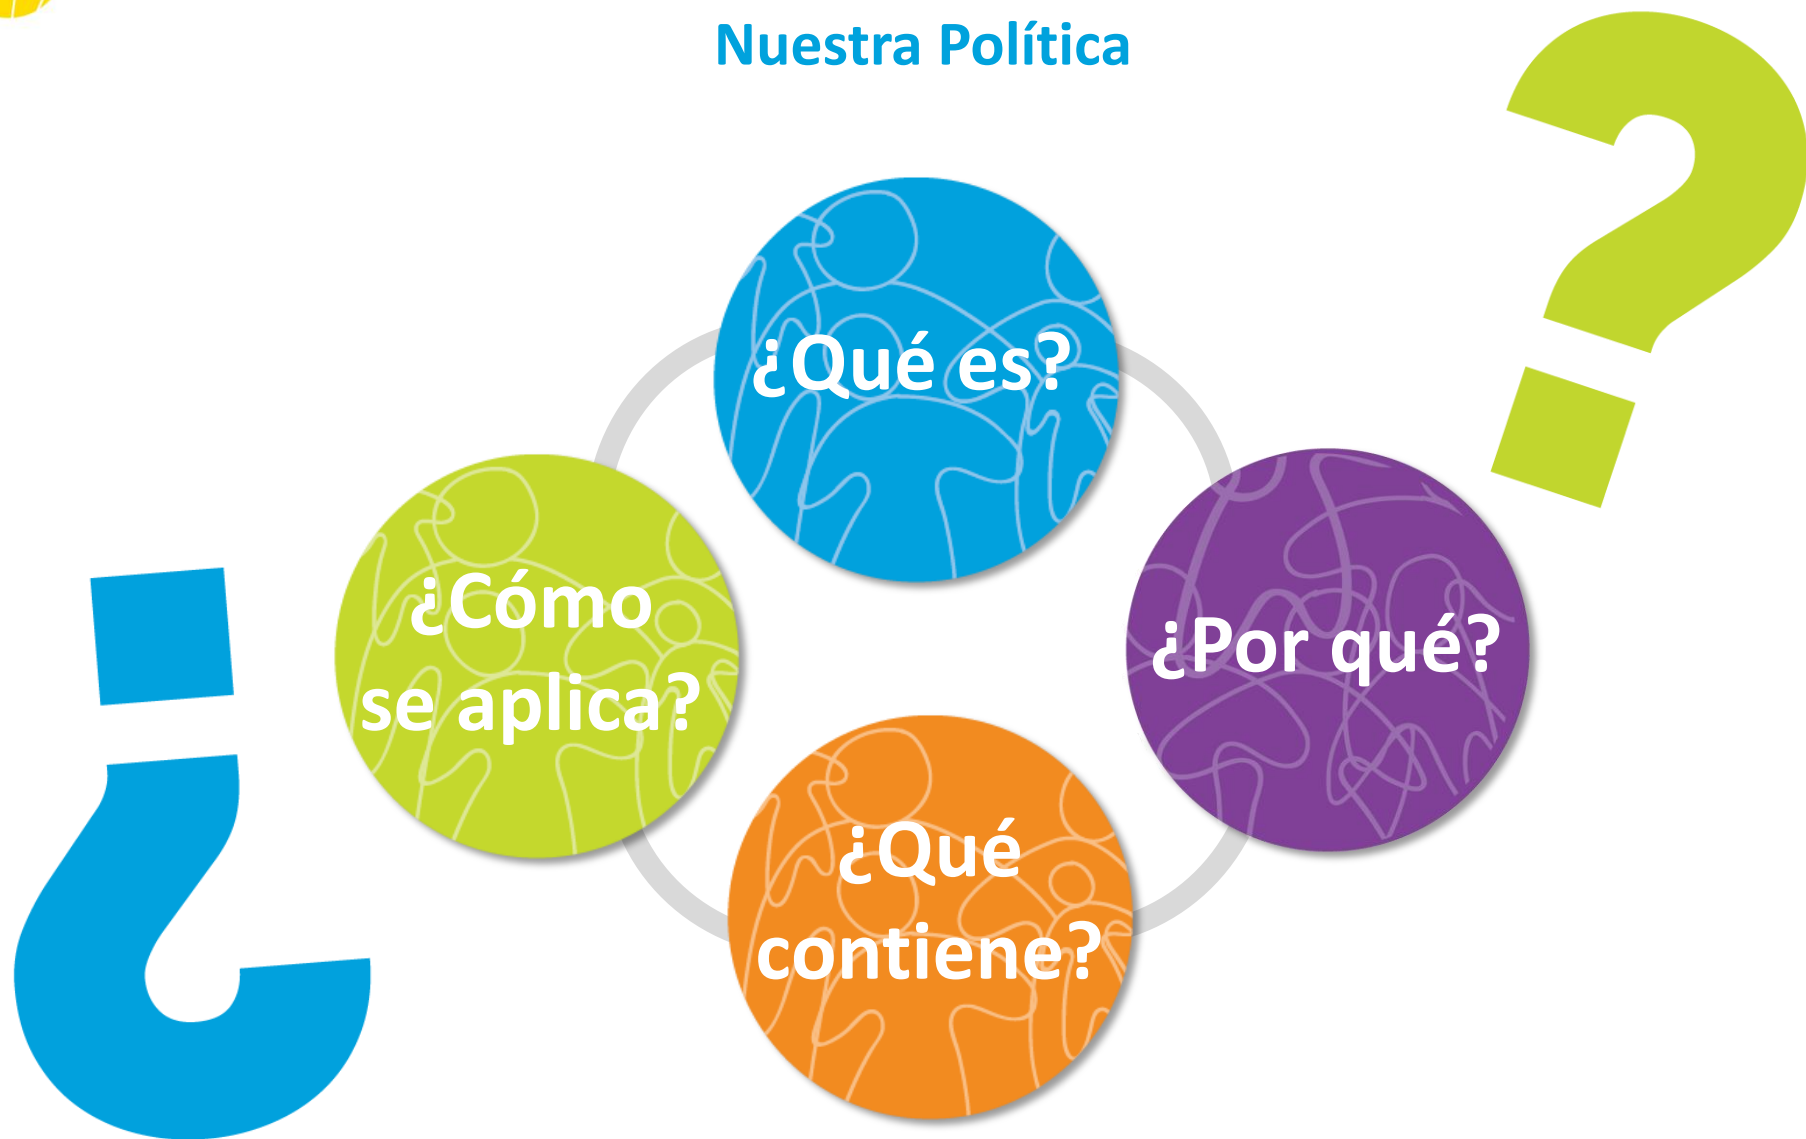 Nuestra Política
¿Qué es?
¿Por qué?
¿Qué
contiene?
¿Cómo
se aplica?
¿
?